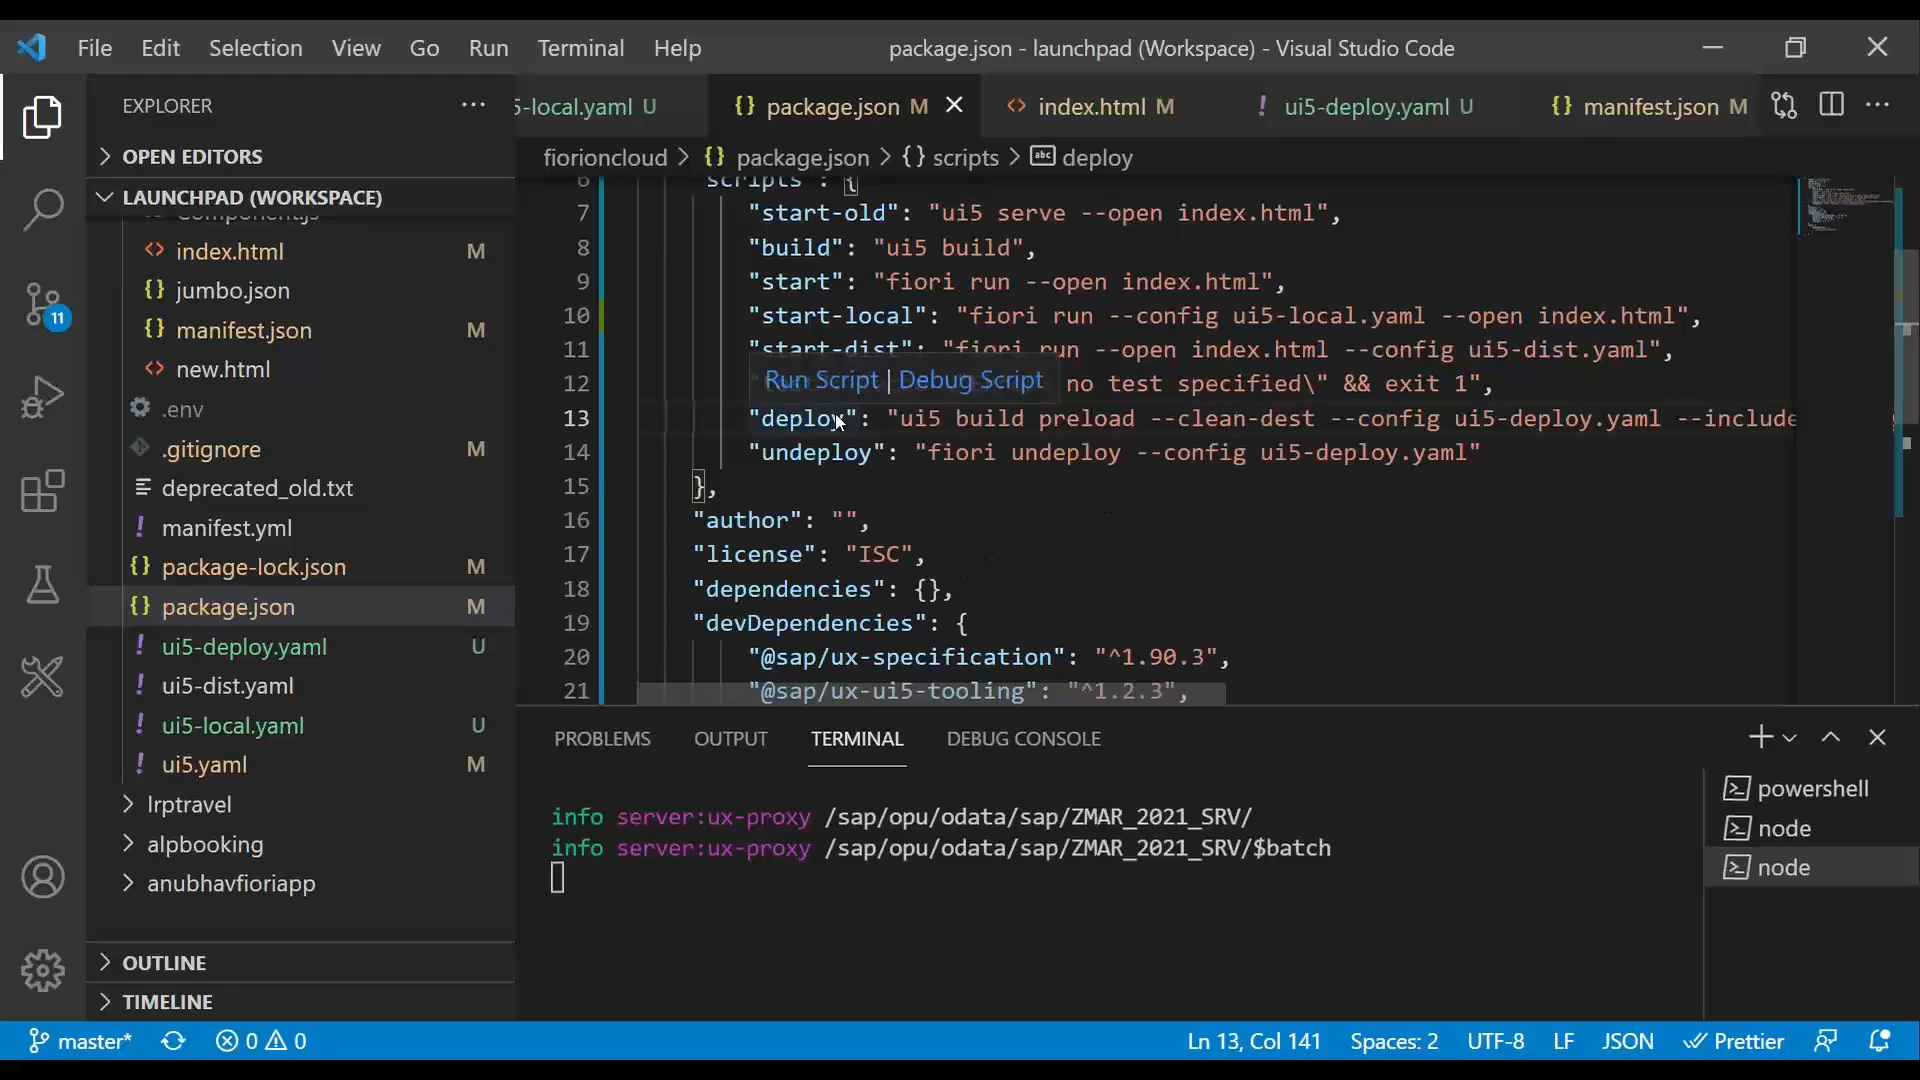 File Edit Selection View Go Run Terminal Help package.json - launchpad (Workspace) - Visual Studio Code
EXPLORER
OPEN EDITORS
LAUNCHPAD (WORKSPACE)
Component.js
index.html M
jumbo.json
manifest.json M
new.html
.env
.gitignore M
deprecated_old.txt
manifest.yml
package-lock.json M
package.json M
ui5-deploy.yaml U
ui5-dist.yaml
ui5-local.yaml U
ui5.yaml M
lrptravel
alpbooking
anubhavfioriapp
OUTLINE
TIMELINE
11
5-local.yaml U package.json M index.html M ui5-deploy.yaml U manifest.json M
fiorioncloud > package.json > scripts > deploy
6 scripts": {
7 "start-old": "ui5 serve --open index.html",
8 "build": "ui5 build",
9 "start": "fiori run --open index.html",
10 "start-local": "fiori run --config ui5-local.yaml --open index.html",
11 "start-dist": "fiori run --open index.html --config ui5-dist.yaml",
Run Script | Debug Script
12 no test specified\" && exit 1",
13 "deploy": "ui5 build preload --clean-dest --config ui5-deploy.yaml --include
14 "undeploy": "fiori undeploy --config ui5-deploy.yaml"
15 },
16 "author": "",
17 "license": "ISC",
18 "dependencies": {},
19 "devDependencies": {
20 "@sap/ux-specification": "^1.90.3",
21 "@sap/ux-ui5-tooling": "^1.2.3",
PROBLEMS OUTPUT TERMINAL DEBUG CONSOLE
info server:ux-proxy /sap/opu/odata/sap/ZMAR_2021_SRV/
info server:ux-proxy /sap/opu/odata/sap/ZMAR_2021_SRV/$batch
powershell
node
node
master* 0 0 Ln 13, Col 141 Spaces: 2 UTF-8 LF JSON Prettier